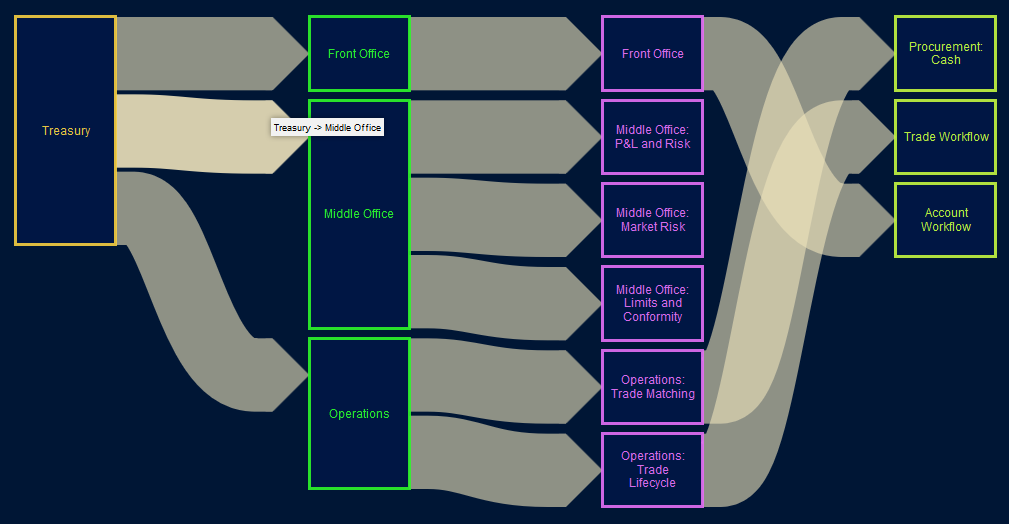 Treasury
Front Office
Treasury -> Middle Office
Middle Office
Operations
Front Office
Middle Office:
P&L and Risk
Middle Office:
Market Risk
Middle Office:
Limits and
Conformity
Operations:
Trade Matching
Operations:
Trade
Lifecycle
Procurement:
Cash
Trade Workflow
Account
Workflow